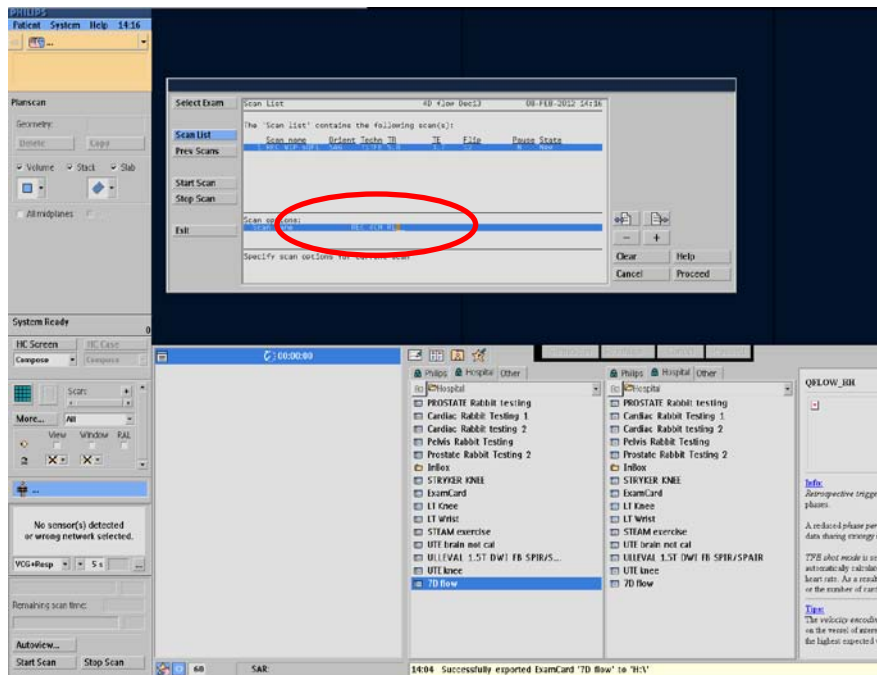 PHILIPS
Patient System Help 14:16
...
Planscan
Geometry:
Delete Copy
Volume Stack Slab
All midplanes
System Ready
0
HC Screen HC Case
Compose Compose
Scan:
More... All
View Window RAL
2
...
No sensor(s) detected
or wrong network selected.
VCG+Resp 5 s ...
Remaining scan time:
Autoview...
Start Scan Stop Scan
Select Exam
Scan List
Prev Scans
Start Scan
Stop Scan
Exit
Scan List 4D flow Dec13 08-FEB-2012 14:16
The 'Scan list' contains the following scan(s):
Scan name Orient Techn TR TE Flip Pause State
Scan options:
Scan name
Specify scan options for current scan
- +
Clear Help
Cancel Proceed
00:00:00
Philips Hospital Other
Hospital
PROSTATE Rabbit testing
Cardiac Rabbit Testing 1
Cardiac Rabbit testing 2
Pelvis Rabbit Testing
Prostate Rabbit Testing 2
InBox
STRYKER KNEE
ExamCard
LT Knee
LT Wrist
STEAM exercise
UTE brain not cal
ULLEVAL 1.5T DWI FB SPIR/S...
UTE knee
7D flow
Philips Hospital Other
Hospital
PROSTATE Rabbit testing
Cardiac Rabbit Testing 1
Cardiac Rabbit testing 2
Pelvis Rabbit Testing
Prostate Rabbit Testing 2
InBox
STRYKER KNEE
ExamCard
LT Knee
LT Wrist
STEAM exercise
UTE brain not cal
ULLEVAL 1.5T DWI FB SPIR/SPAIR
UTE knee
7D flow
QFLOW_BH
Info:
Retrospective trigge
phases.
A reduced phase per
data sharing strategy
TFE shot mode is se
automatically calculat
heart rate. As a result
or the number of card
Tips:
The velocity encodin
on the vessel of intere
the highest expected
60 SAR:
14:04 Successfully exported ExamCard '7D flow' to 'H:\'